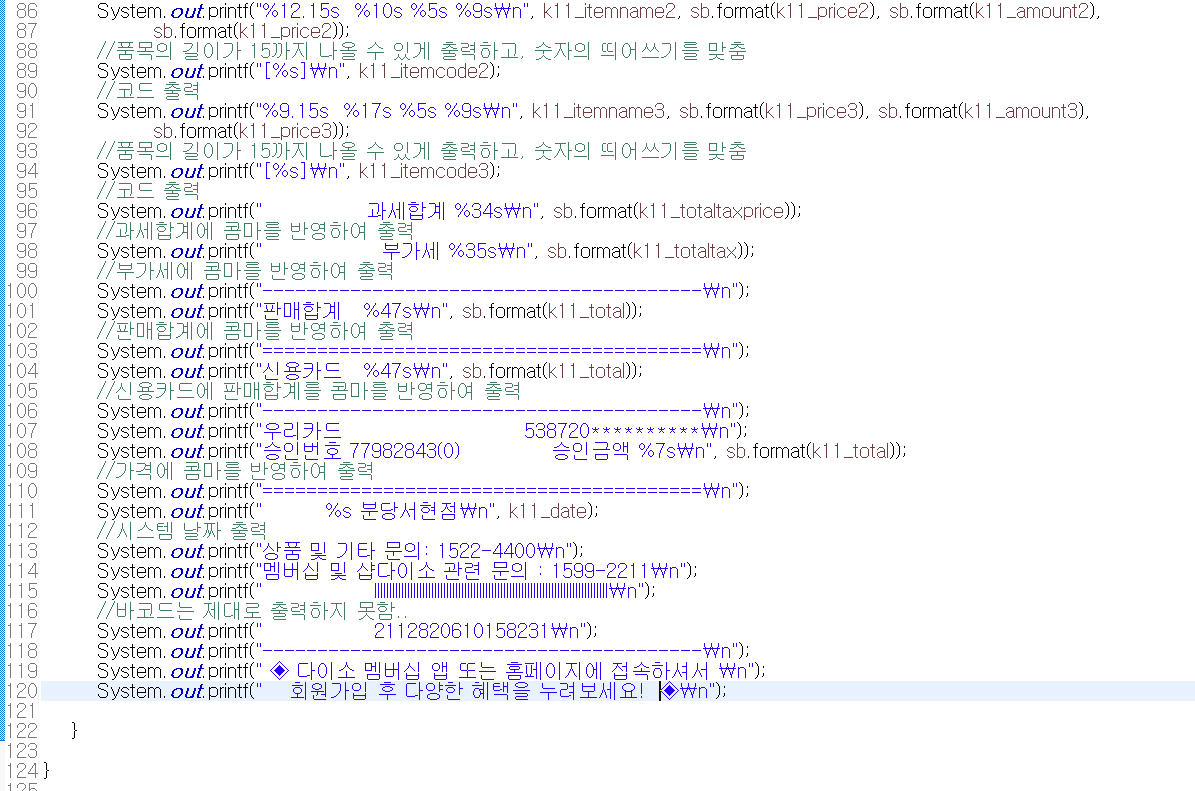 86 System.out.printf("%12.15s  %10s %5s %9s₩n", k11_itemname2, sb.format(k11_price2), sb.format(k11_amount2),
87 sb.format(k11_price2));
88 //품목의 길이가 15까지 나올 수 있게 출력하고, 숫자의 띄어쓰기를 맞춤
89 System.out.printf("[%s]₩n", k11_itemcode2);
90 //코드 출력
91 System.out.printf("%9.15s  %17s %5s %9s₩n", k11_itemname3, sb.format(k11_price3), sb.format(k11_amount3),
92 sb.format(k11_price3));
93 //품목의 길이가 15까지 나올 수 있게 출력하고, 숫자의 띄어쓰기를 맞춤
94 System.out.printf("[%s]₩n", k11_itemcode3);
95 //코드 출력
96 System.out.printf("               과세합계 %34s₩n", sb.format(k11_totaltaxprice));
97 //과세합계에 콤마를 반영하여 출력
98 System.out.printf("                 부가세 %35s₩n", sb.format(k11_totaltax));
99 //부가세에 콤마를 반영하여 출력
100 System.out.printf("----------------------------------------₩n");
101 System.out.printf("판매합계   %47s₩n", sb.format(k11_total));
102 //판매합계에 콤마를 반영하여 출력
103 System.out.printf("========================================₩n");
104 System.out.printf("신용카드   %47s₩n", sb.format(k11_total));
105 //신용카드에 판매합계를 콤마를 반영하여 출력
106 System.out.printf("----------------------------------------₩n");
107 System.out.printf("우리카드                          538720**********₩n");
108 System.out.printf("승인번호 77982843(0)             승인금액 %7s₩n", sb.format(k11_total));
109 //가격에 콤마를 반영하여 출력
110 System.out.printf("========================================₩n");
111 System.out.printf("         %s 분당서현점₩n", k11_date);
112 //시스템 날짜 출력
113 System.out.printf("상품 및 기타 문의: 1522-4400₩n");
114 System.out.printf("멤버십 및 샵다이소 관련 문의 : 1599-2211₩n");
115 System.out.printf("                ||||||||||||||||||||||||||||||||||||||||||||||||||||||||||||||||||||||||||||||₩n");
116 //바코드는 제대로 출력하지 못함..
117 System.out.printf("                2112820610158231₩n");
118 System.out.printf("----------------------------------------₩n");
119 System.out.printf(" ◈ 다이소 멤버십 앱 또는 홈페이지에 접속하셔서 ₩n");
120 System.out.printf("    회원가입 후 다양한 혜택을 누려보세요!  ◈₩n");
121
122 }
123
124 }
125